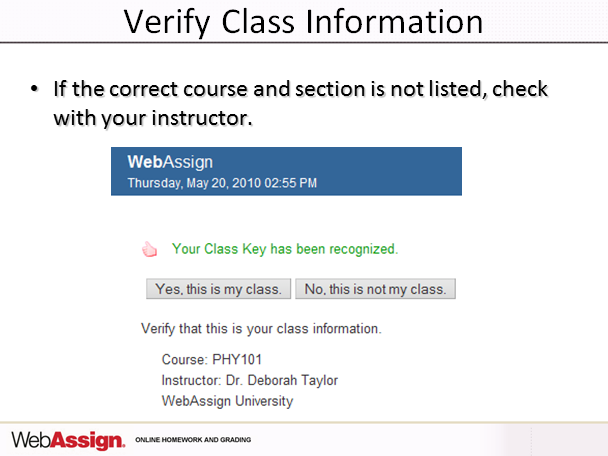 Verify Class Information
• If the correct course and section is not listed, check
with your instructor.
WebAssign
Thursday, May 20, 2010 02:55 PM
Your Class Key has been recognized.
Yes, this is my class. No, this is not my class.
Verify that this is your class information.
Course: PHY101
Instructor: Dr. Deborah Taylor
WebAssign University
WebAssign. ONLINE HOMEWORK AND GRADING